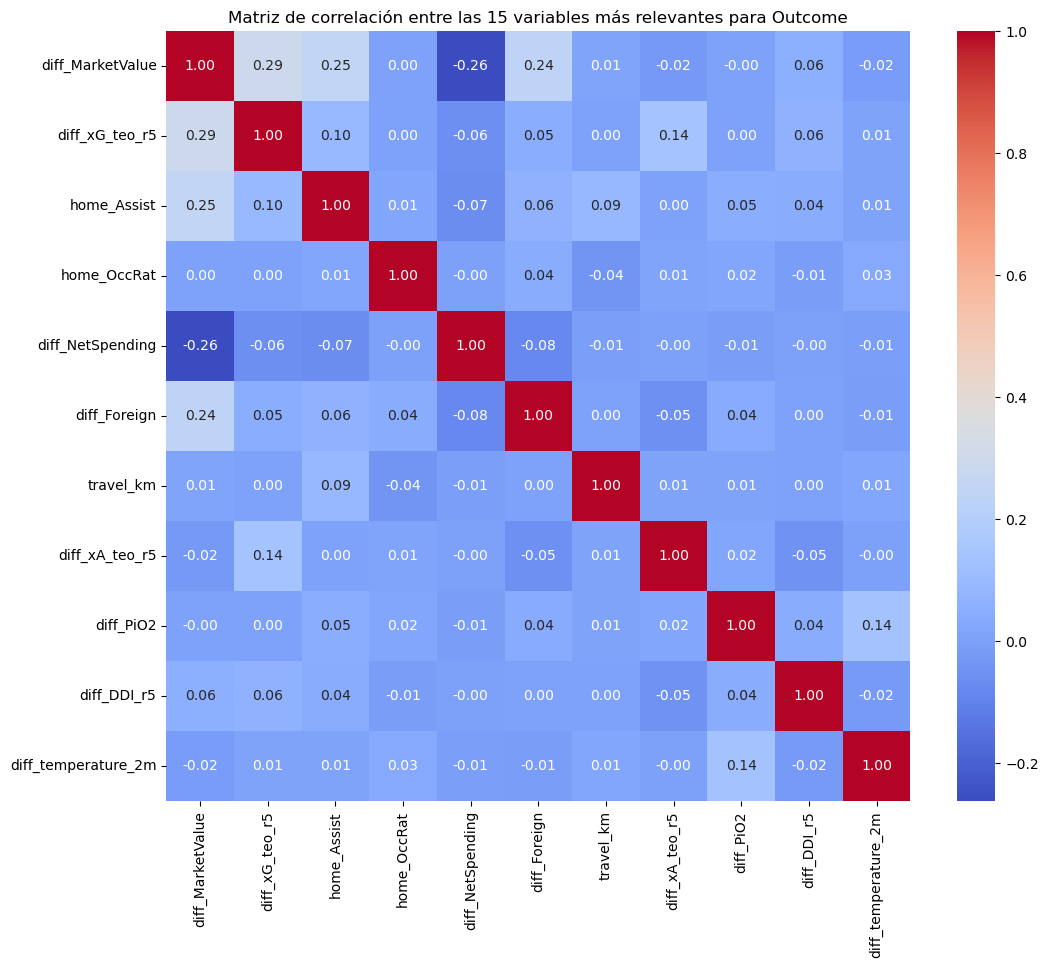 Matriz de correlación entre las 15 variables más relevantes para Outcome
diff_MarketValue 1.00 0.29 0.25 0.00 -0.26 0.24 0.01 -0.02 -0.00 0.06 -0.02
diff_xG_teo_r5 0.29 1.00 0.10 0.00 -0.06 0.05 0.00 0.14 0.00 0.06 0.01
home_Assist 0.25 0.10 1.00 0.01 -0.07 0.06 0.09 0.00 0.05 0.04 0.01
home_OccRat 0.00 0.00 0.01 1.00 -0.00 0.04 -0.04 0.01 0.02 -0.01 0.03
diff_NetSpending -0.26 -0.06 -0.07 -0.00 1.00 -0.08 -0.01 -0.00 -0.01 -0.00 -0.01
diff_Foreign 0.24 0.05 0.06 0.04 -0.08 1.00 0.00 -0.05 0.04 0.00 -0.01
travel_km 0.01 0.00 0.09 -0.04 -0.01 0.00 1.00 0.01 0.01 0.00 0.01
diff_xA_teo_r5 -0.02 0.14 0.00 0.01 -0.00 -0.05 0.01 1.00 0.02 -0.05 -0.00
diff_PiO2 -0.00 0.00 0.05 0.02 -0.01 0.04 0.01 0.02 1.00 0.04 0.14
diff_DDI_r5 0.06 0.06 0.04 -0.01 -0.00 0.00 0.00 -0.05 0.04 1.00 -0.02
diff_temperature_2m -0.02 0.01 0.01 0.03 -0.01 -0.01 0.01 -0.00 0.14 -0.02 1.00
diff_MarketValue
diff_xG_teo_r5
home_Assist
home_OccRat
diff_NetSpending
diff_Foreign
travel_km
diff_xA_teo_r5
diff_PiO2
diff_DDI_r5
diff_temperature_2m
1.0
0.8
0.6
0.4
0.2
0.0
−0.2